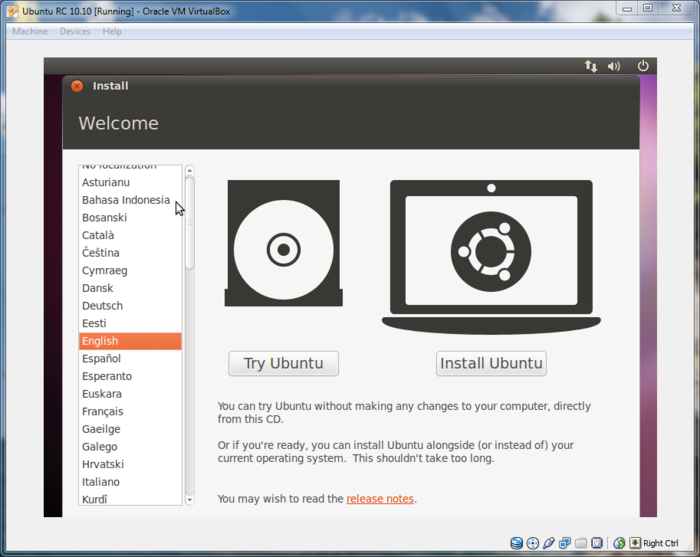 Ubuntu RC 10.10 [Running] - Oracle VM VirtualBox
Machine Devices Help
Install
Welcome
No localization
Asturianu
Bahasa Indonesia
Bosanski
Català
Čeština
Cymraeg
Dansk
Deutsch
Eesti
English
Español
Esperanto
Euskara
Français
Gaeilge
Galego
Hrvatski
Italiano
Kurdî
Try Ubuntu
Install Ubuntu
You can try Ubuntu without making any changes to your computer, directly
from this CD.
Or if you're ready, you can install Ubuntu alongside (or instead of) your
current operating system. This shouldn't take too long.
You may wish to read the release notes.
Right Ctrl